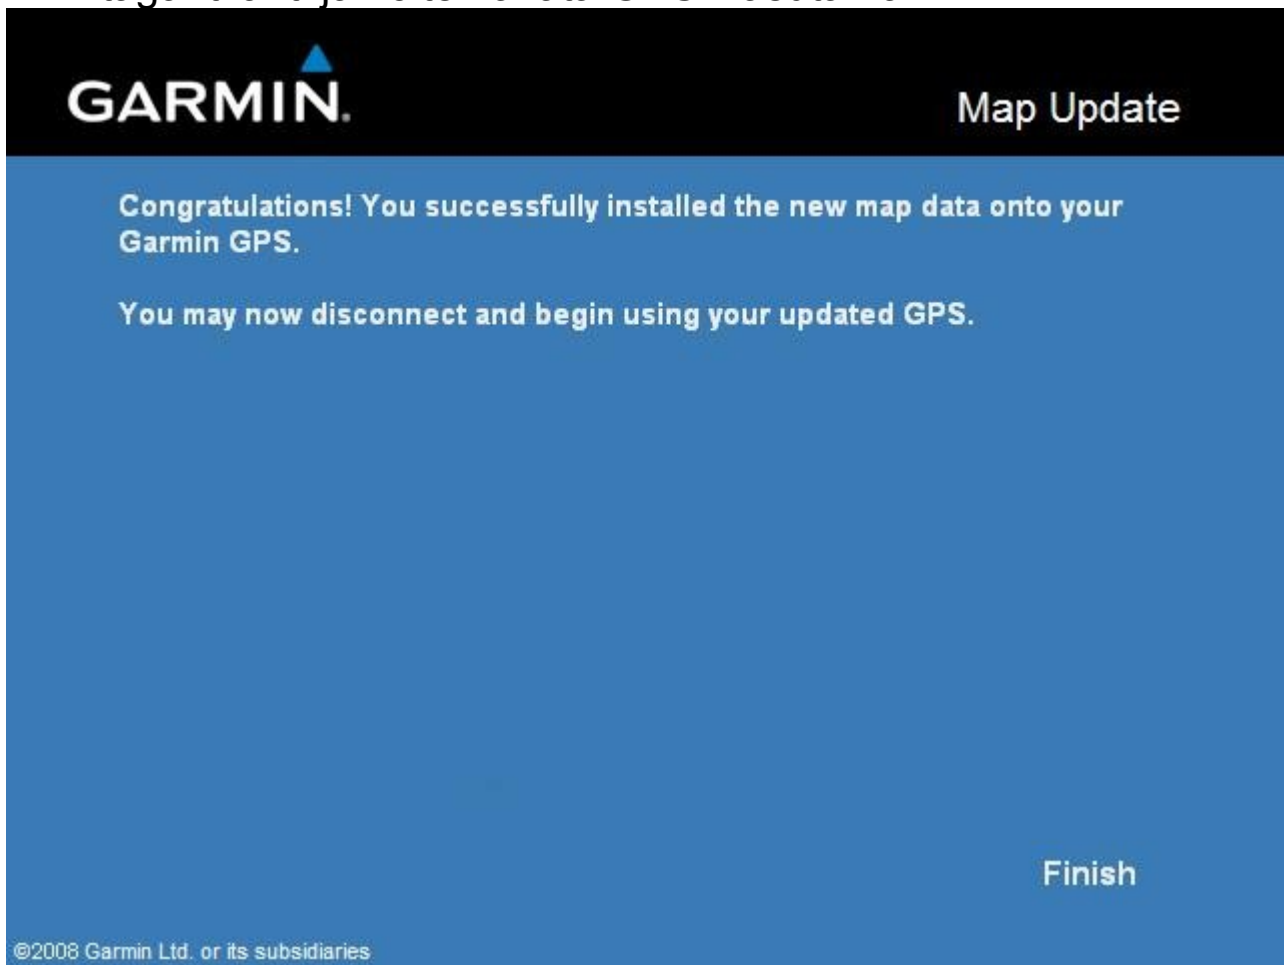 GARMIN.
Map Update
Congratulations! You successfully installed the new map data onto your
Garmin GPS.
You may now disconnect and begin using your updated GPS.
Finish
©2008 Garmin Ltd. or its subsidiaries